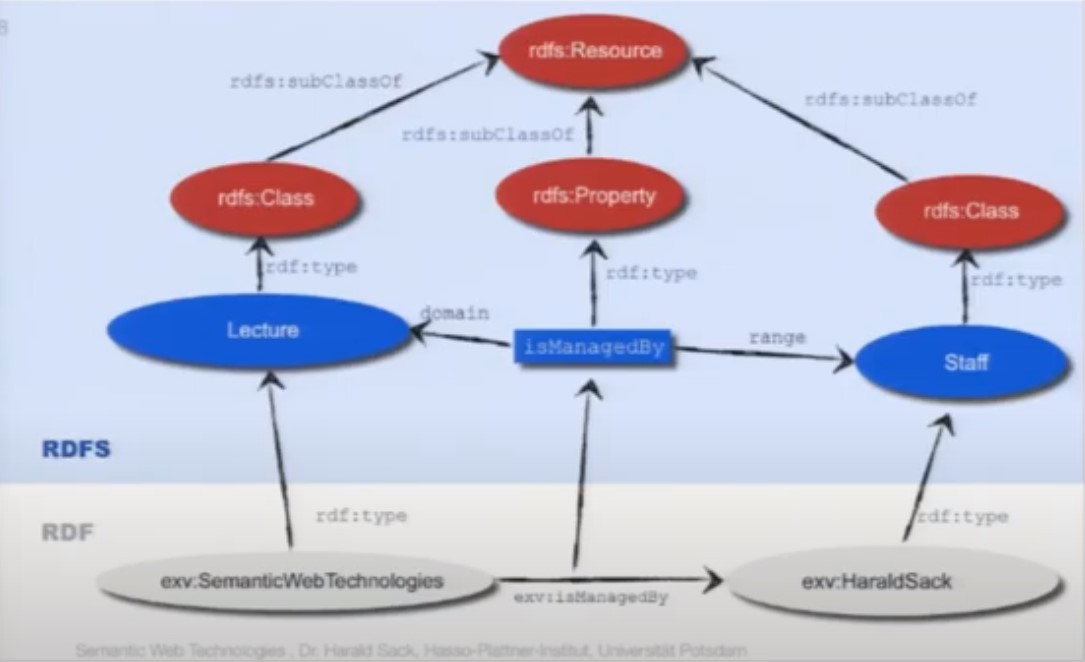 rdfs:Resource
rdfs:subClassOf
rdfs:subClassOf
rdfs:subClassOf
rdfs:Class
rdfs:Property
rdfs:Class
rdf:type
rdf:type
rdf:type
Lecture
domain
isManagedBy
range
Staff
RDFS
rdf:type
rdf:type
RDF
exv:SemanticWebTechnologies
exv:isManagedBy
exv:HaraldSack
Semantic Web Technologies , Dr. Harald Sack, Hasso-Plattner-Institut, Universität Potsdam